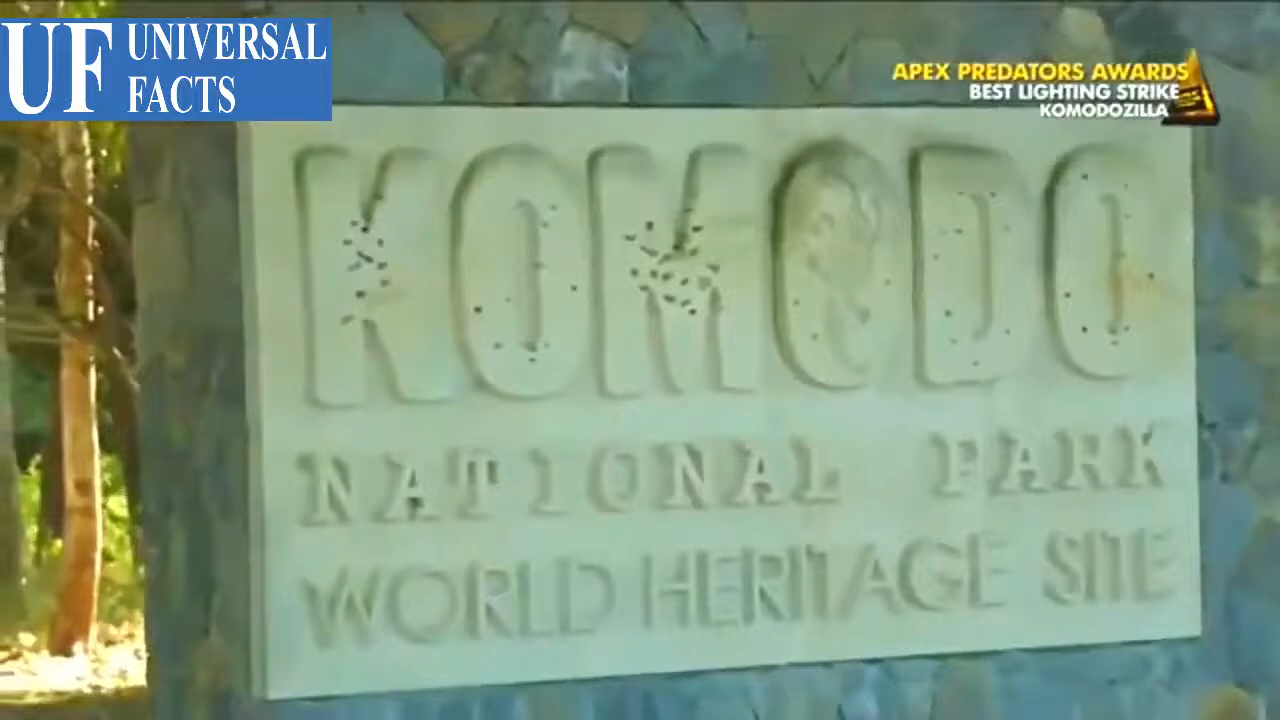 UF UNIVERSAL
FACTS
APEX PREDATORS AWARDS
BEST LIGHTING STRIKE
KOMODOZILLA
KOMODO
NATIONAL PARK
WORLD HERITAGE SITE